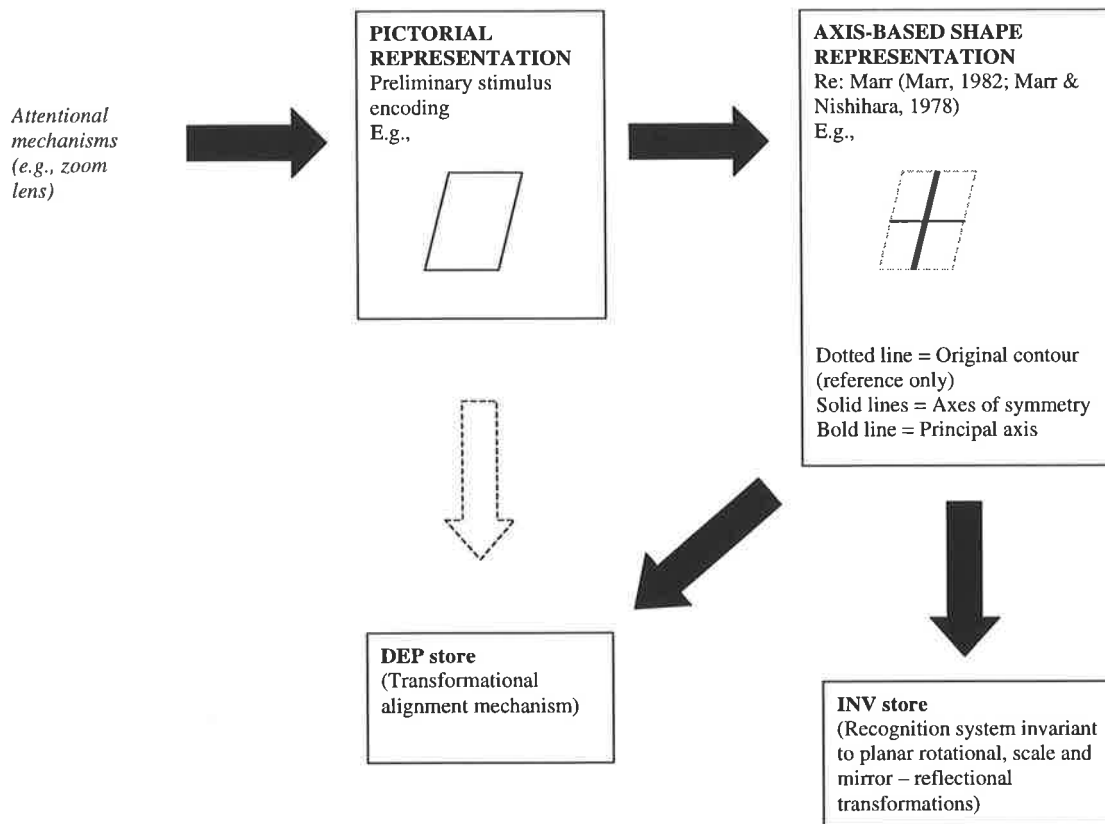 Attentional
mechanisms
(e.g., zoom
lens)
PICTORIAL
REPRESENTATION
Preliminary stimulus
encoding
E.g.,
AXIS-BASED SHAPE
REPRESENTATION
Re: Marr (Marr, 1982; Marr &
Nishihara, 1978)
E.g.,
Dotted line = Original contour
(reference only)
Solid lines = Axes of symmetry
Bold line = Principal axis
DEP store
(Transformational
alignment mechanism)
INV store
(Recognition system invariant
to planar rotational, scale and
mirror – reflectional
transformations)